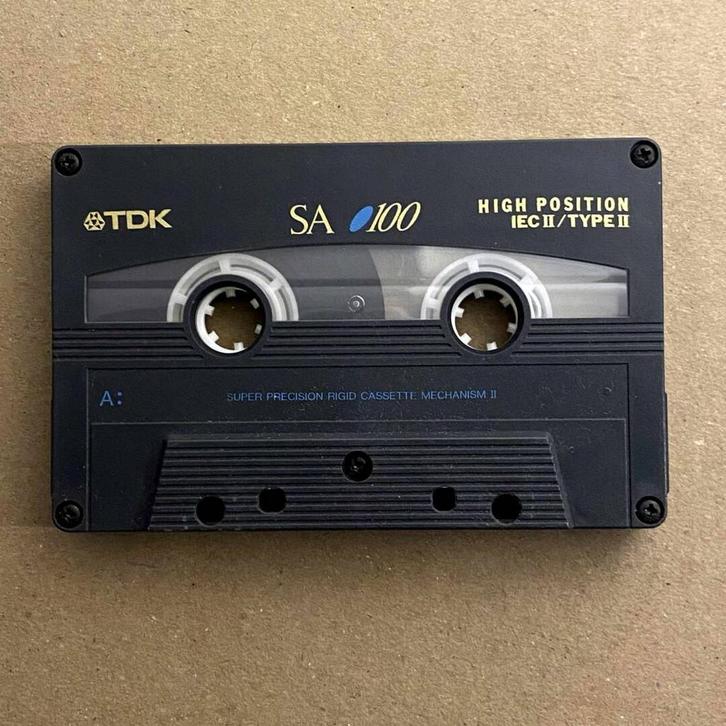 TDK
SA 100
HIGH POSITION
IEC II/TYPE II
A:
SUPER PRECISION RIGID CASSETTE MECHANISM II